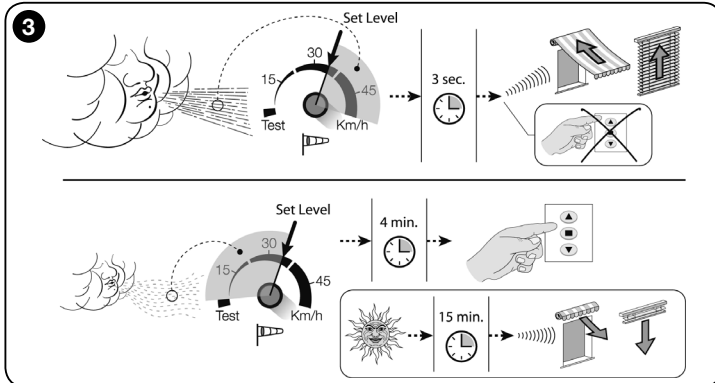 3
Set Level
30
15
45
Test
Km/h
3 sec.
Set Level
30
15
45
Test
Km/h
4 min.
15 min.